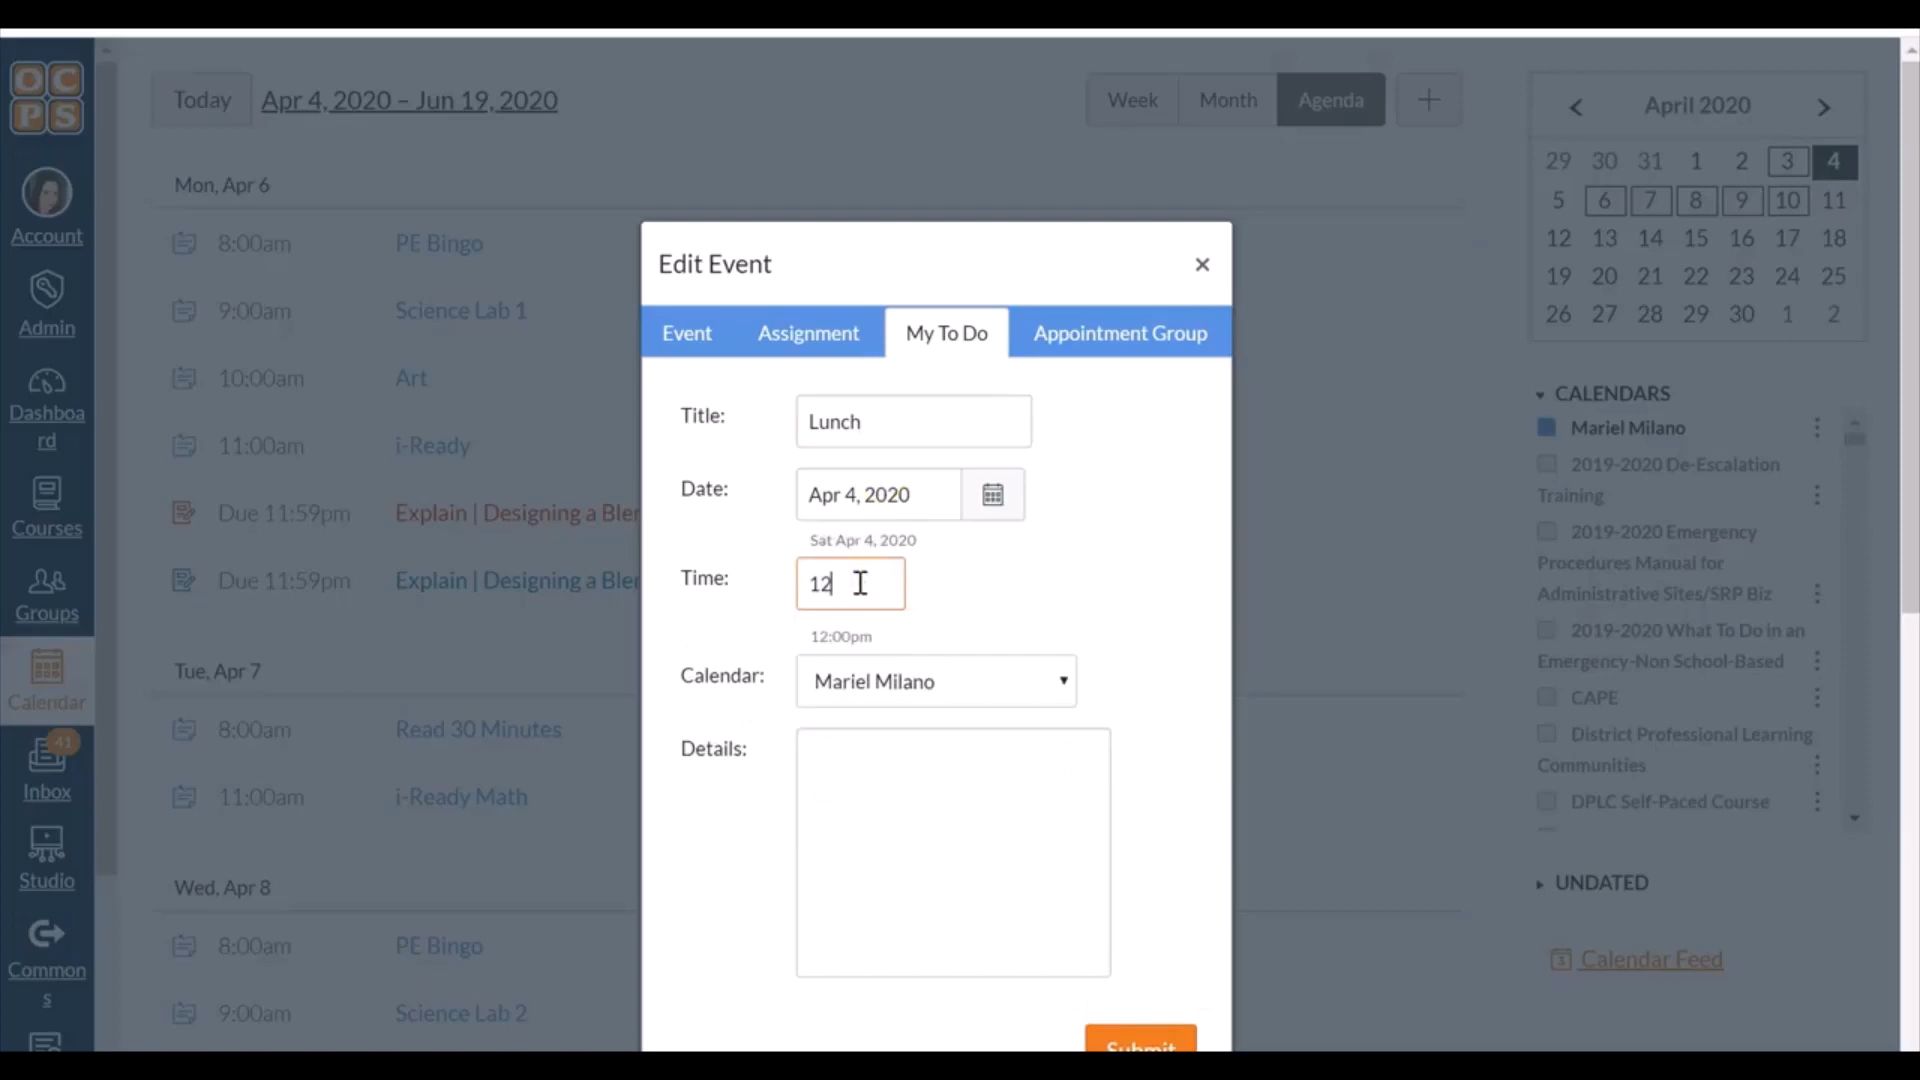 OC
PS
Account
Admin
Dashboa
rd
Courses
Groups
Calendar
41
Inbox
Studio
Common
s
Today
Apr 4, 2020 – Jun 19, 2020
Week
Month
Agenda
Mon, Apr 6
8:00am PE Bingo
9:00am Science Lab 1
10:00am Art
11:00am i-Ready
Due 11:59pm Explain | Designing a Bler
Due 11:59pm Explain | Designing a Bler
Tue, Apr 7
8:00am Read 30 Minutes
11:00am i-Ready Math
Wed, Apr 8
8:00am PE Bingo
9:00am Science Lab 2
Edit Event
Event
Assignment
My To Do
Appointment Group
Title: Lunch
Date: Apr 4, 2020
Sat Apr 4, 2020
Time: 12
12:00pm
Calendar: Mariel Milano
Details:
Submit
April 2020
29 30 31 1 2 3 4
5 6 7 8 9 10 11
12 13 14 15 16 17 18
19 20 21 22 23 24 25
26 27 28 29 30 1 2
CALENDARS
Mariel Milano
2019-2020 De-Escalation
Training
2019-2020 Emergency
Procedures Manual for
Administrative Sites/SRP Biz
2019-2020 What To Do in an
Emergency-Non School-Based
CAPE
District Professional Learning
Communities
DPLC Self-Paced Course
UNDATED
Calendar Feed